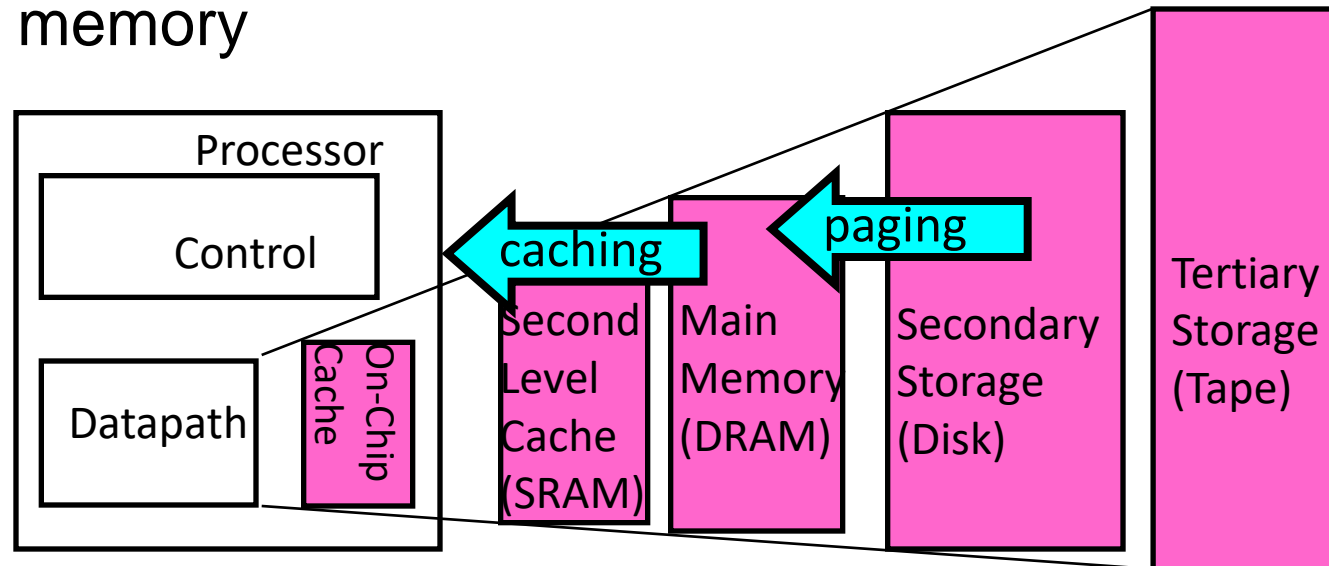 memory
Processor
Control
Datapath
On-Chip
Cache
caching
Second
Level
Cache
(SRAM)
Main
Memory
(DRAM)
paging
Secondary
Storage
(Disk)
Tertiary
Storage
(Tape)